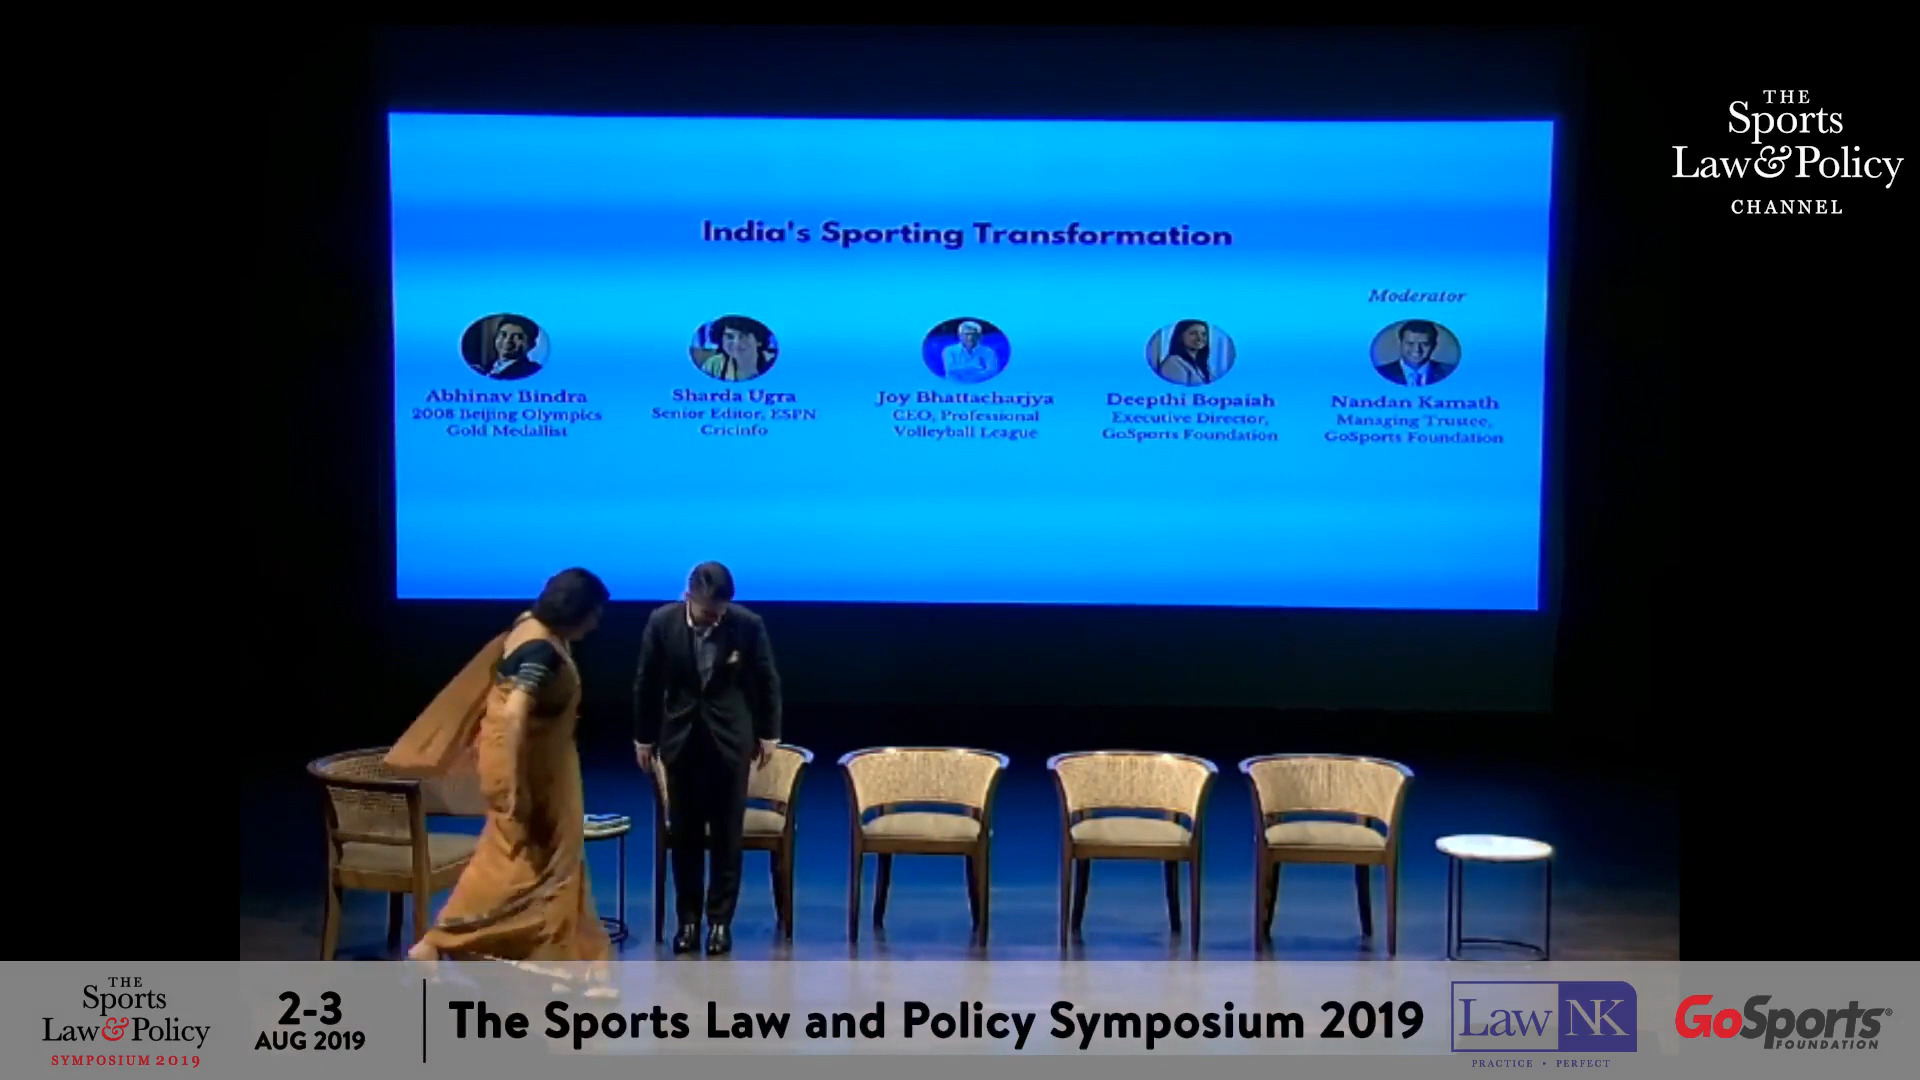 THE
Sports
Law&Policy
CHANNEL
India's Sporting Transformation
Moderator
Abhinav Bindra
2008 Beijing Olympics
Gold Medallist
Sharda Ugra
Senior Editor, ESPN
Cricinfo
Joy Bhattacharjya
CEO, Professional
Volleyball League
Deepthi Bopaiah
Executive Director,
GoSports Foundation
Nandan Kamath
Managing Trustee,
GoSports Foundation
THE
Sports
Law&Policy
SYMPOSIUM 2019
2-3
AUG 2019
The Sports Law and Policy Symposium 2019
LawNK
PRACTICE • PERFECT
GoSports®
FOUNDATION